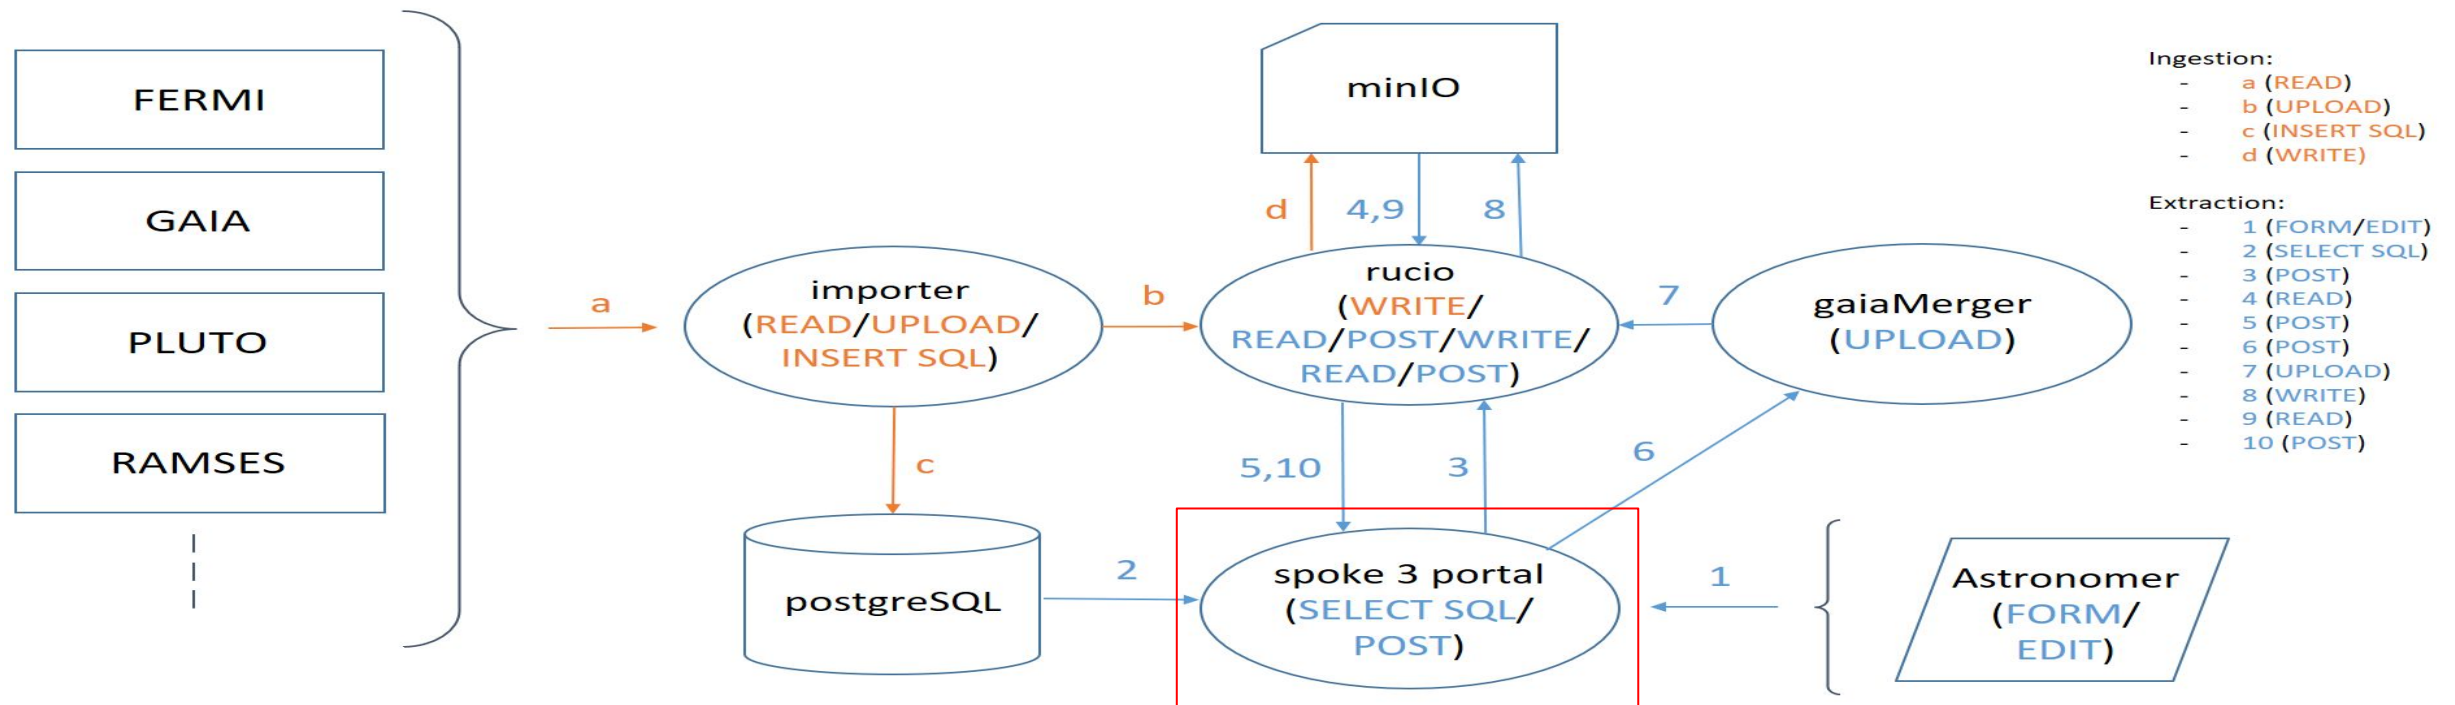 FERMI
GAIA
PLUTO
RAMSES
a
importer
(READ/UPLOAD/
INSERT SQL)
b
c
postgreSQL
2
minIO
d
4,9
8
rucio
(WRITE/
READ/POST/WRITE/
READ/POST)
7
gaiaMerger
(UPLOAD)
5,10
3
6
spoke 3 portal
(SELECT SQL/
POST)
1
Astronomer
(FORM/
EDIT)
Ingestion:
- a (READ)
- b (UPLOAD)
- c (INSERT SQL)
- d (WRITE)
Extraction:
- 1 (FORM/EDIT)
- 2 (SELECT SQL)
- 3 (POST)
- 4 (READ)
- 5 (POST)
- 6 (POST)
- 7 (UPLOAD)
- 8 (WRITE)
- 9 (READ)
- 10 (POST)